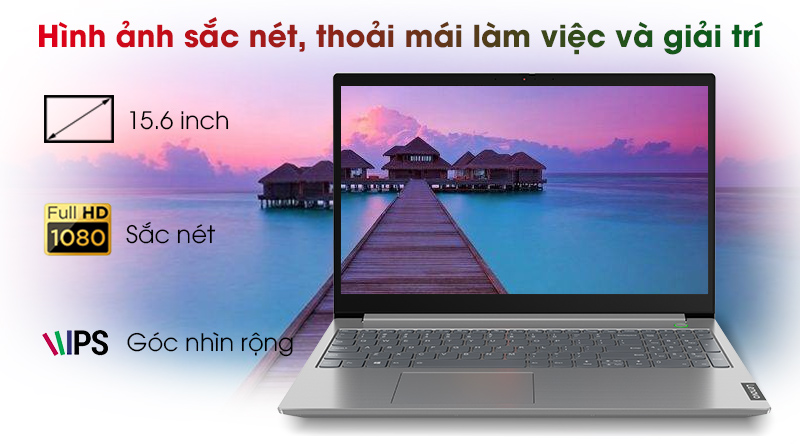 Hình ảnh sắc nét, thoải mái làm việc và giải trí
15.6 inch
Full HD
1080
Sắc nét
IPS
Góc nhìn rộng
Lenovo